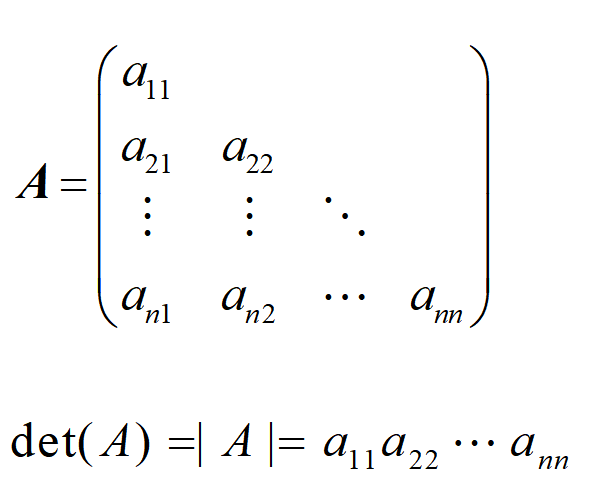 a₁₁
a₂₁ a₂₂
A = ⋮ ⋮ ⋱
aₙ₁ aₙ₂ ⋯ aₙₙ
det(A) =| A |= a₁₁a₂₂ ⋯ aₙₙ